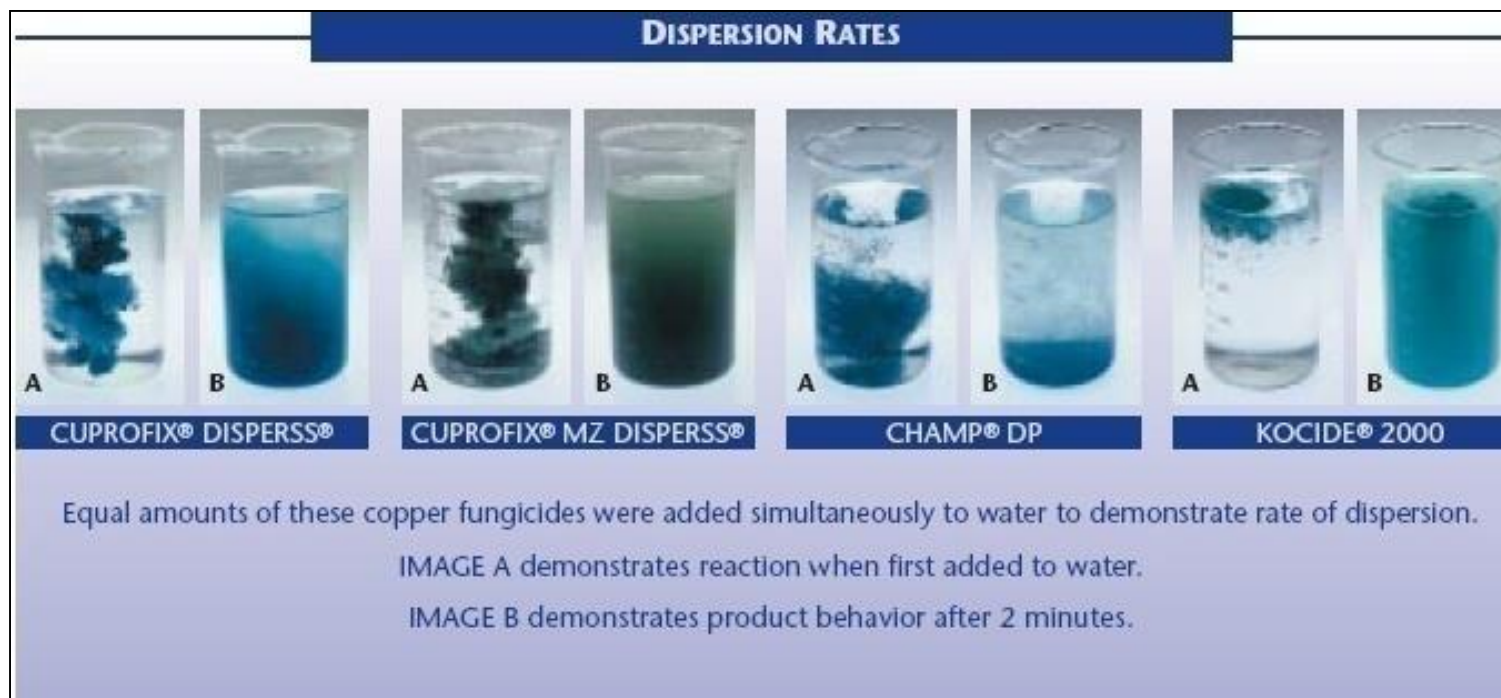 DISPERSION RATES
A
B
A
B
A
B
A
B
CUPROFIX® DISPERSS®
CUPROFIX® MZ DISPERSS®
CHAMP® DP
KOCIDE® 2000
Equal amounts of these copper fungicides were added simultaneously to water to demonstrate rate of dispersion.
IMAGE A demonstrates reaction when first added to water.
IMAGE B demonstrates product behavior after 2 minutes.